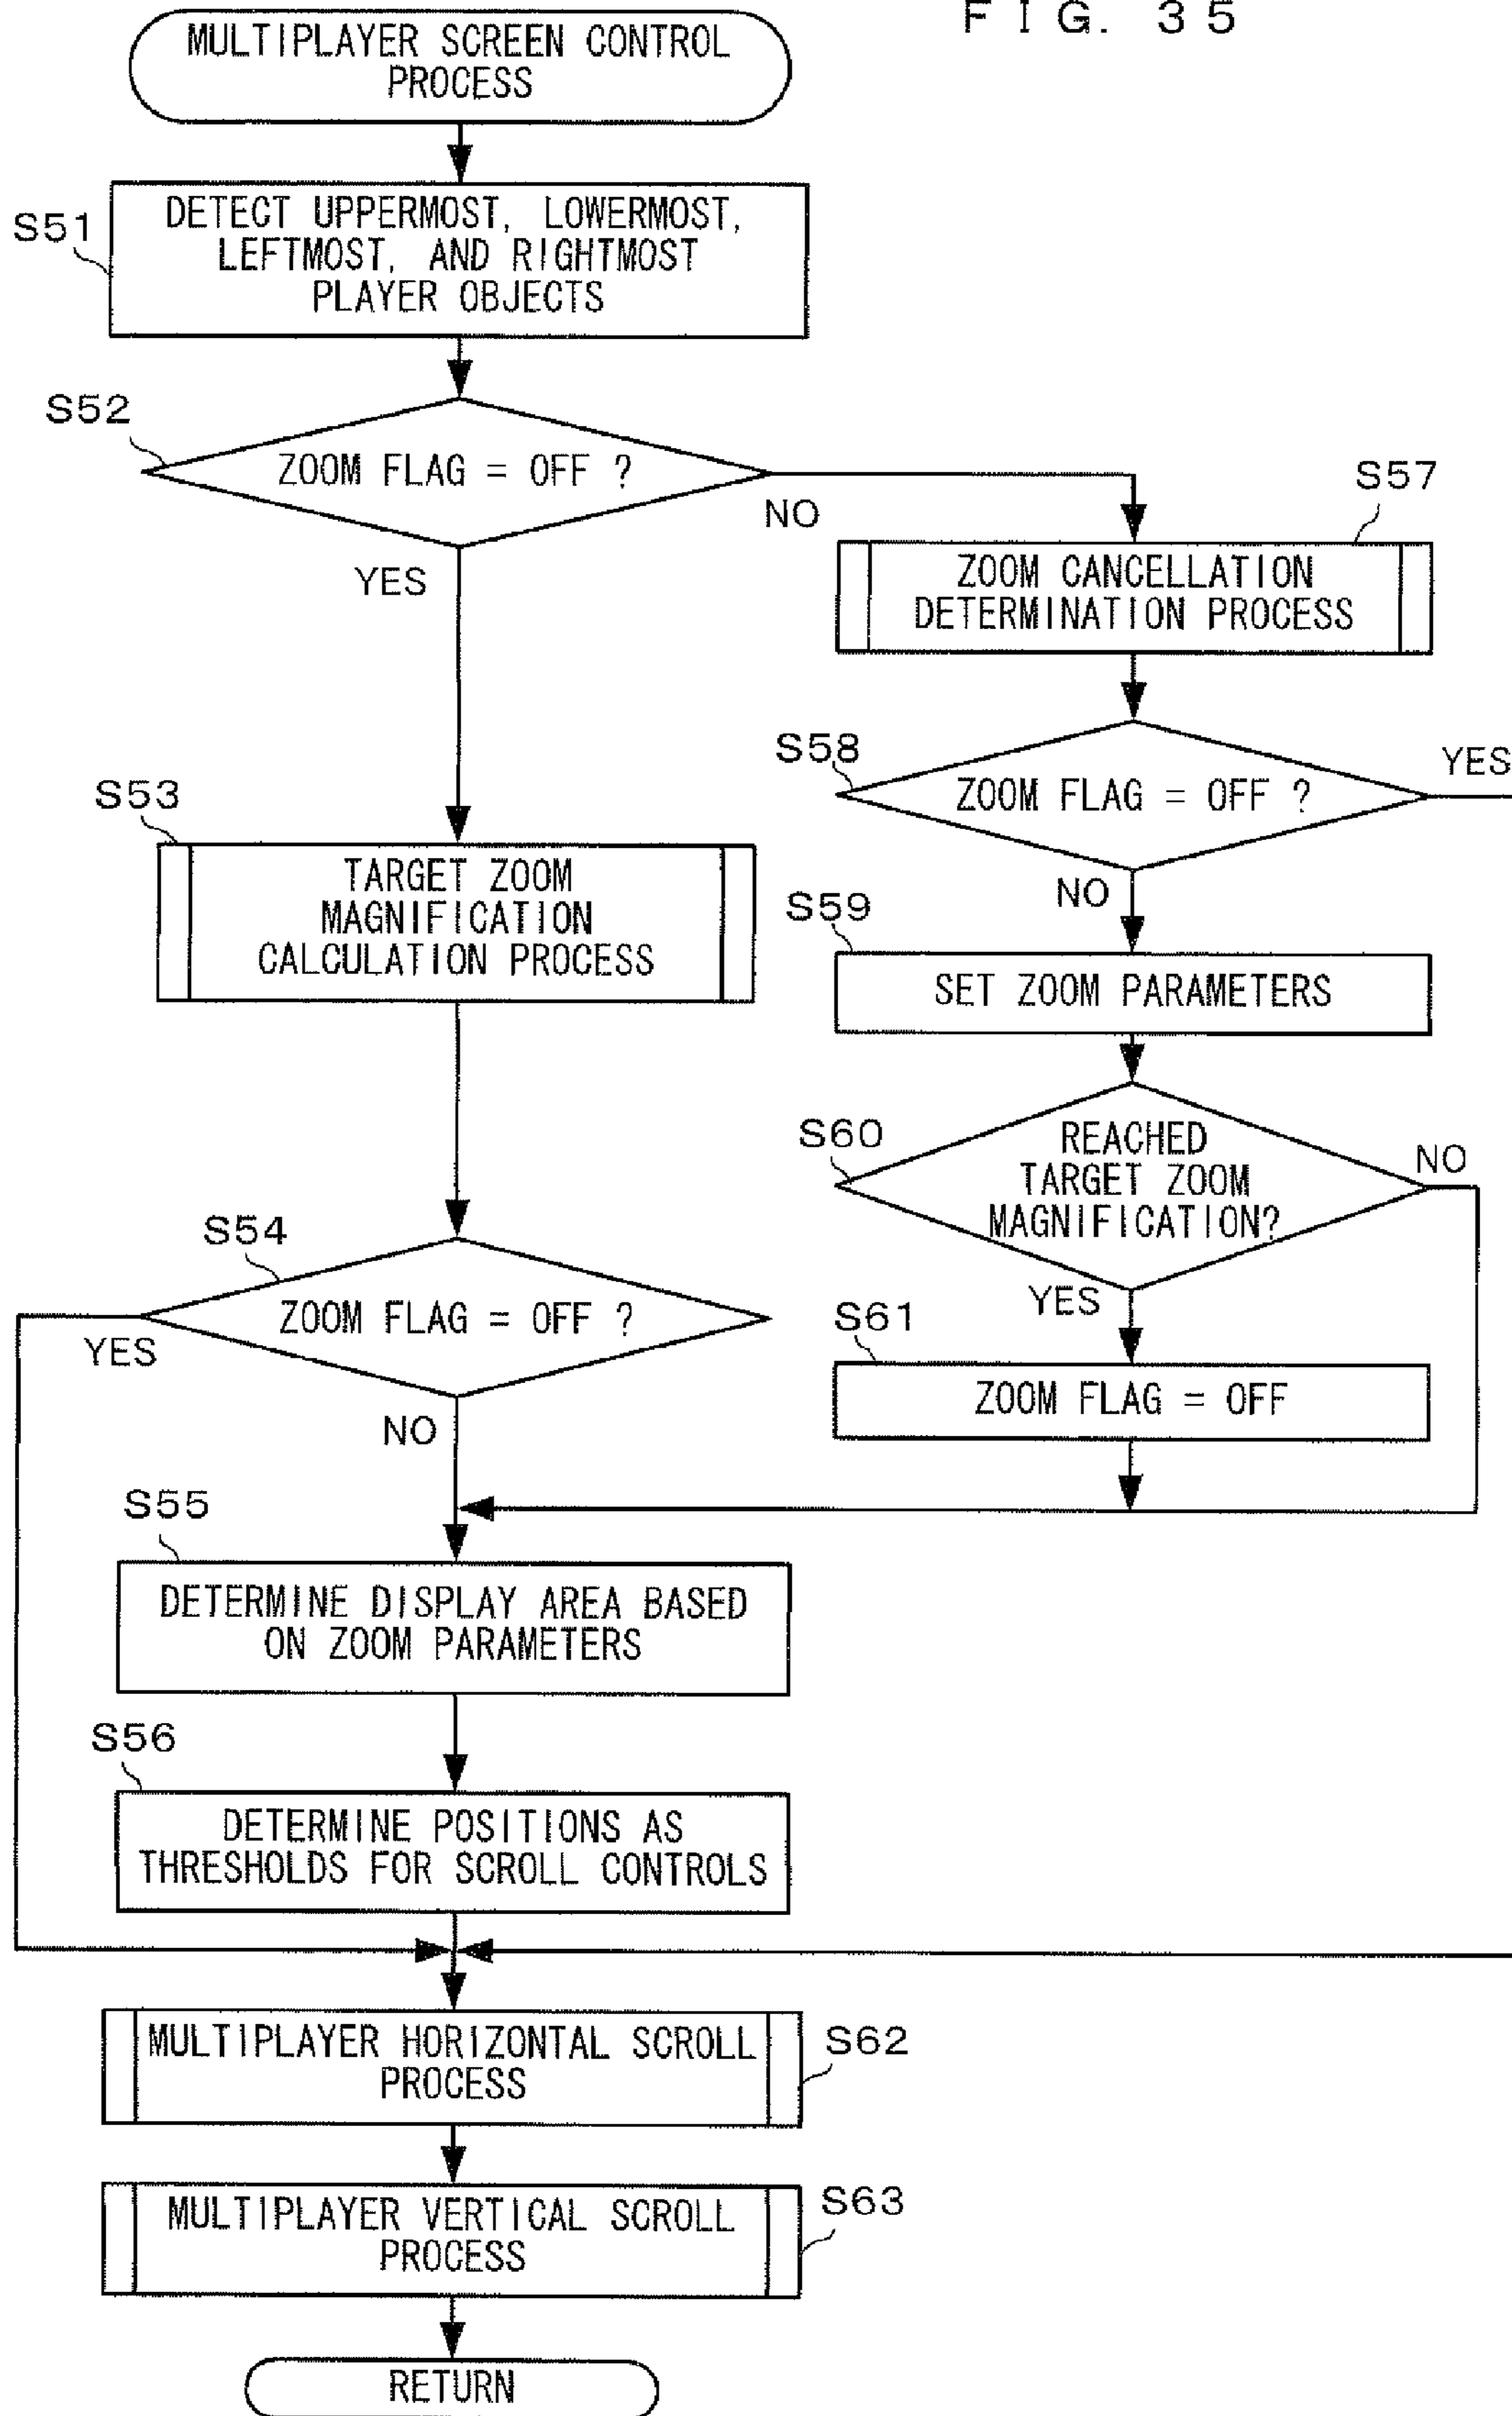 FIG. 35
MULTIPLAYER SCREEN CONTROL
PROCESS
S51
DETECT UPPERMOST, LOWERMOST,
LEFTMOST, AND RIGHTMOST
PLAYER OBJECTS
S52
ZOOM FLAG = OFF ?
NO
YES
S57
ZOOM CANCELLATION
DETERMINATION PROCESS
S58
ZOOM FLAG = OFF ?
YES
NO
S53
TARGET ZOOM
MAGNIFICATION
CALCULATION PROCESS
S59
SET ZOOM PARAMETERS
S60
REACHED
TARGET ZOOM
MAGNIFICATION?
NO
YES
S54
ZOOM FLAG = OFF ?
YES
NO
S61
ZOOM FLAG = OFF
S55
DETERMINE DISPLAY AREA BASED
ON ZOOM PARAMETERS
S56
DETERMINE POSITIONS AS
THRESHOLDS FOR SCROLL CONTROLS
MULTIPLAYER HORIZONTAL SCROLL
PROCESS
S62
MULTIPLAYER VERTICAL SCROLL
PROCESS
S63
RETURN